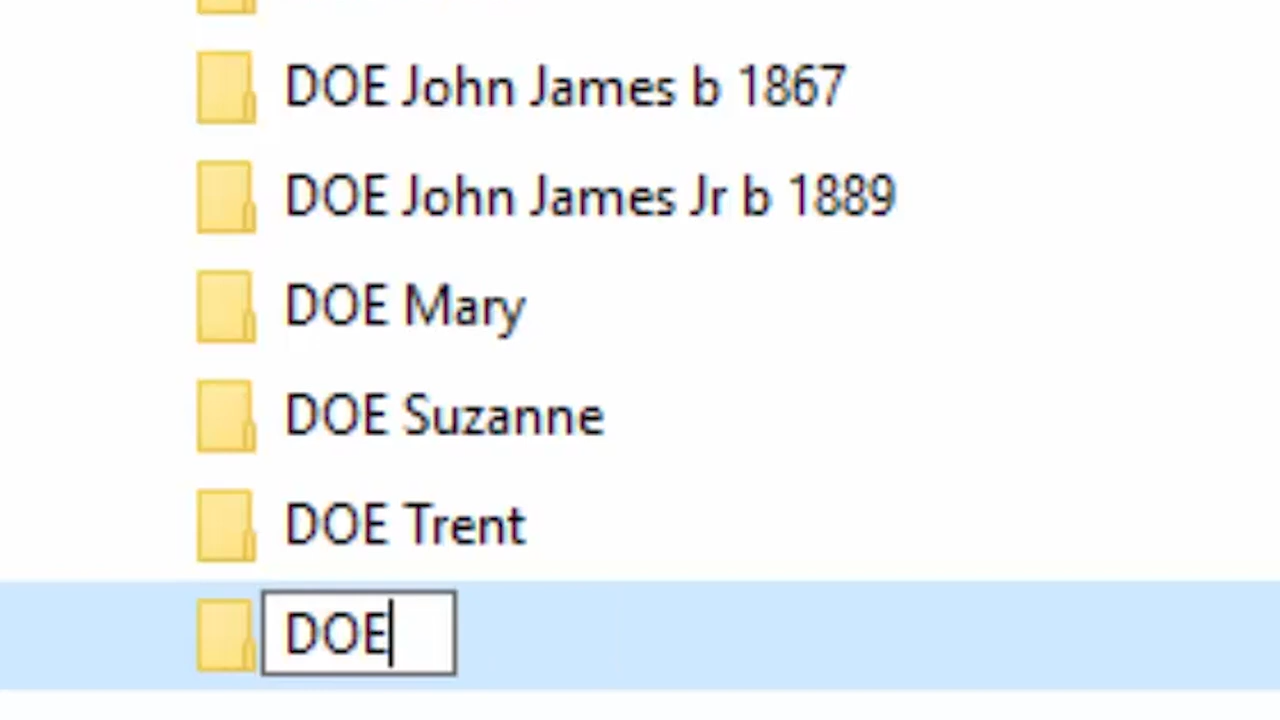 DOE John James b 1867
DOE John James Jr b 1889
DOE Mary
DOE Suzanne
DOE Trent
DOE